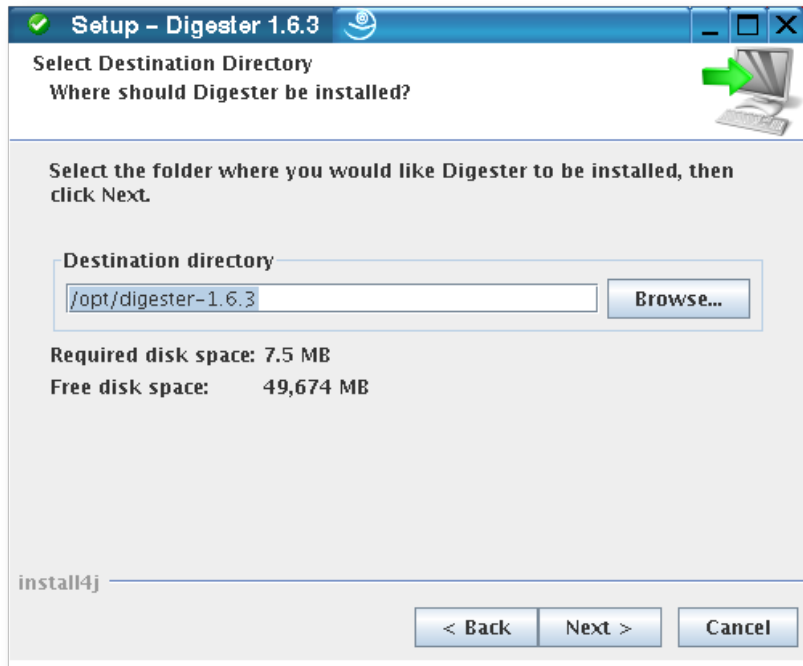 Setup – Digester 1.6.3
Select Destination Directory
Where should Digester be installed?
Select the folder where you would like Digester to be installed, then
click Next.
Destination directory
/opt/digester-1.6.3
Browse...
Required disk space: 7.5 MB
Free disk space: 49,674 MB
install4j
< Back Next > Cancel